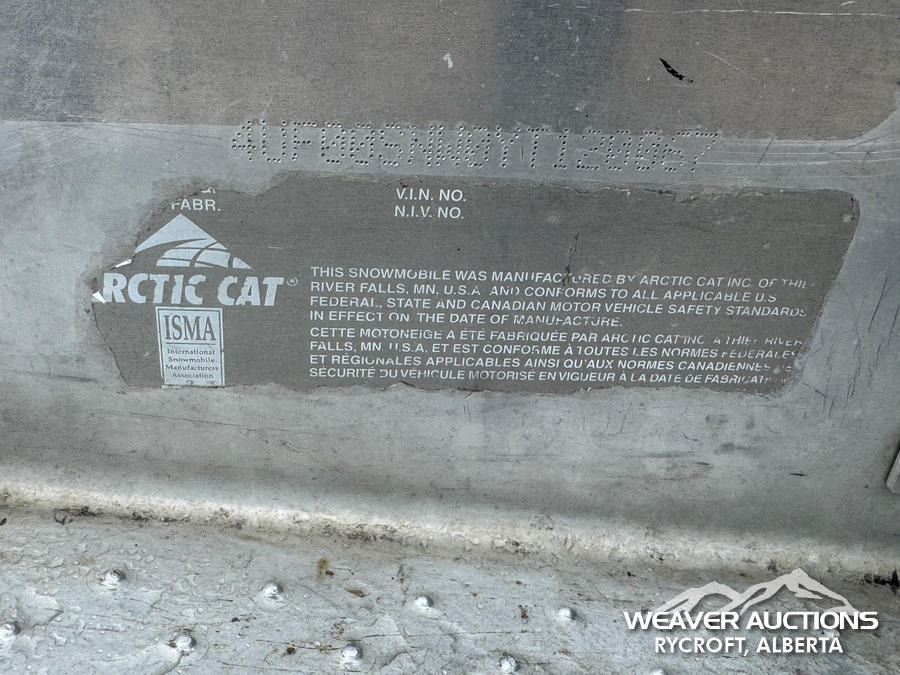 4UF00SNW0YT120067
FABR.
V.I.N. NO.
N.I.V. NO.
RCTIC CAT®
ISMA
International
Snowmobile
Manufacturers
Association
THIS SNOWMOBILE WAS MANUFACTURED BY ARCTIC CAT INC. OF THIEF
RIVER FALLS, MN, U.S.A. AND CONFORMS TO ALL APPLICABLE U.S
FEDERAL, STATE AND CANADIAN MOTOR VEHICLE SAFETY STANDARDS
IN EFFECT ON THE DATE OF MANUFACTURE.
CETTE MOTONEIGE A ÉTÉ FABRIQUÉE PAR ARCTIC CAT INC. À THIEF RIVER
FALLS, MN, U.S.A. ET EST CONFORME À TOUTES LES NORMES FÉDÉRALES
ET RÉGIONALES APPLICABLES AINSI QU'AUX NORMES CANADIENNES DE
SÉCURITÉ DU VÉHICULE MOTORISÉ EN VIGUEUR À LA DATE DE FABRICATION.
WEAVER AUCTIONS
RYCROFT, ALBERTA